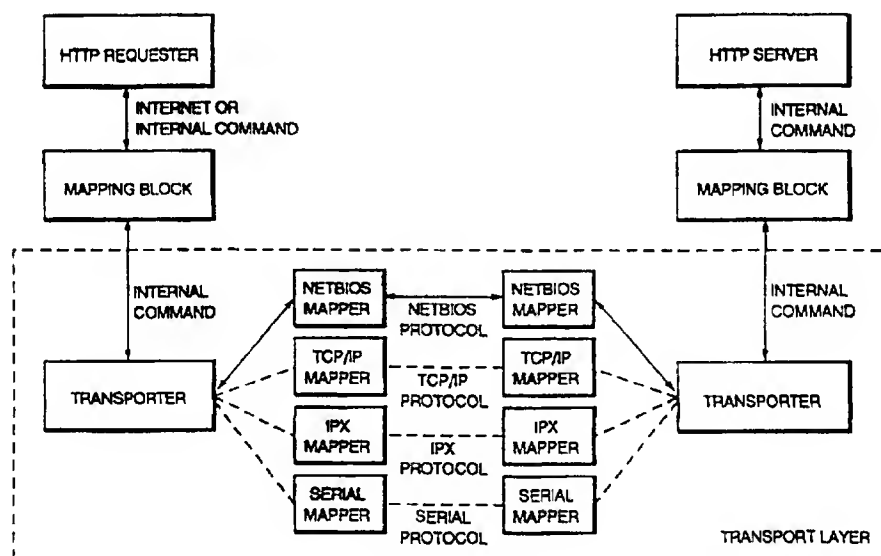 HTTP REQUESTER
HTTP SERVER
INTERNET OR
INTERNAL COMMAND
INTERNAL
COMMAND
MAPPING BLOCK
MAPPING BLOCK
INTERNAL
COMMAND
NETBIOS
MAPPER
NETBIOS
PROTOCOL
NETBIOS
MAPPER
INTERNAL
COMMAND
TRANSPORTER
TCP/IP
MAPPER
TCP/IP
PROTOCOL
TCP/IP
MAPPER
TRANSPORTER
IPX
MAPPER
IPX
PROTOCOL
IPX
MAPPER
SERIAL
MAPPER
SERIAL
PROTOCOL
SERIAL
MAPPER
TRANSPORT LAYER